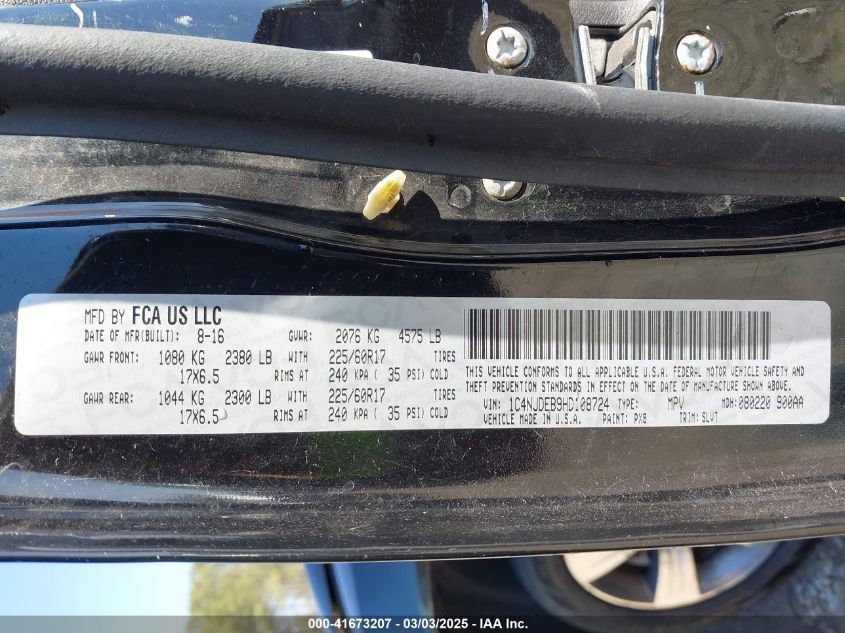 MFD BY FCA US LLC
DATE OF MFR(BUILT): 8-16 GVWR: 2076 KG 4575 LB
GAWR FRONT: 1080 KG 2380 LB WITH 225/60R17 TIRES
17X6.5 RIMS AT 240 KPA ( 35 PSI) COLD
GAWR REAR: 1044 KG 2300 LB WITH 225/60R17 TIRES
17X6.5 RIMS AT 240 KPA ( 35 PSI) COLD
THIS VEHICLE CONFORMS TO ALL APPLICABLE U.S.A. FEDERAL MOTOR VEHICLE SAFETY AND
THEFT PREVENTION STANDARDS IN EFFECT ON THE DATE OF MANUFACTURE SHOWN ABOVE.
VIN: 1C4NJDEB9HD108724 TYPE: MPV MDH: 080220 900AA
VEHICLE MADE IN U.S.A. PAINT: PX8 TRIM: SLV7
000-41673207 - 03/03/2025 - IAA Inc.